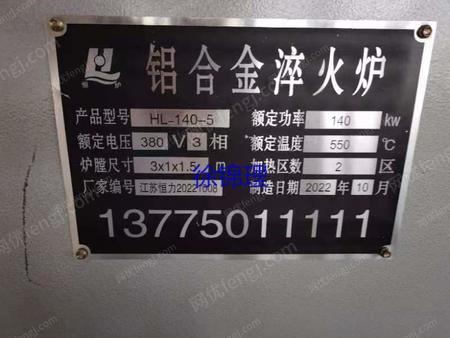 铝合金淬火炉
产品型号 HL-140-5 额定功率 140 kw
额定电压 380 V 3 相 额定温度 550 ℃
炉膛尺寸 3x1x1.5 m 加热区数 2 区
厂家编号 江苏恒力20221008 制造日期 2022 年 10 月
徐锦理
13775011111